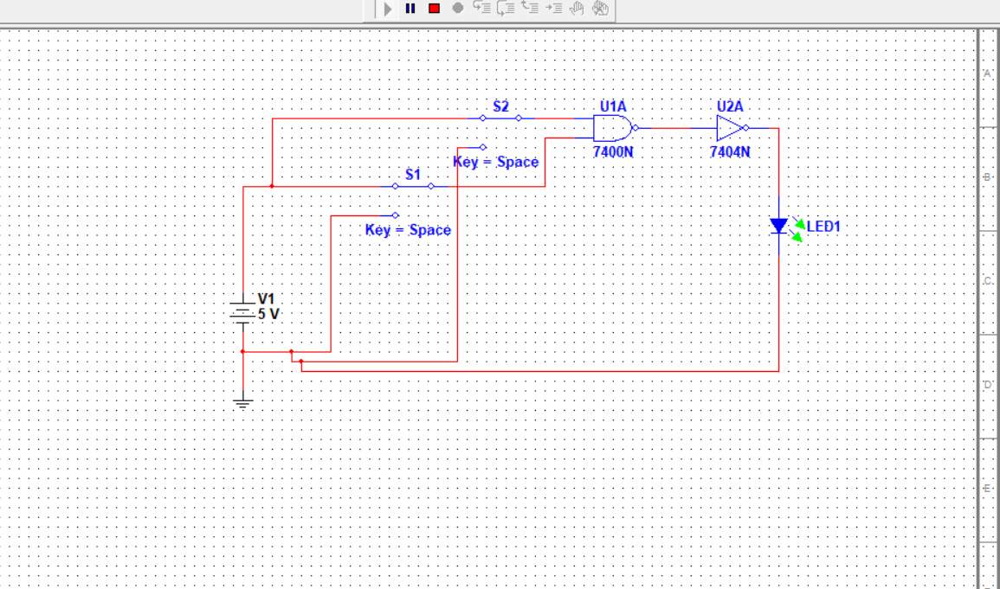 S2
U1A
U2A
7400N
7404N
Key = Space
S1
Key = Space
LED1
V1
5 V
A
B
C
D
E